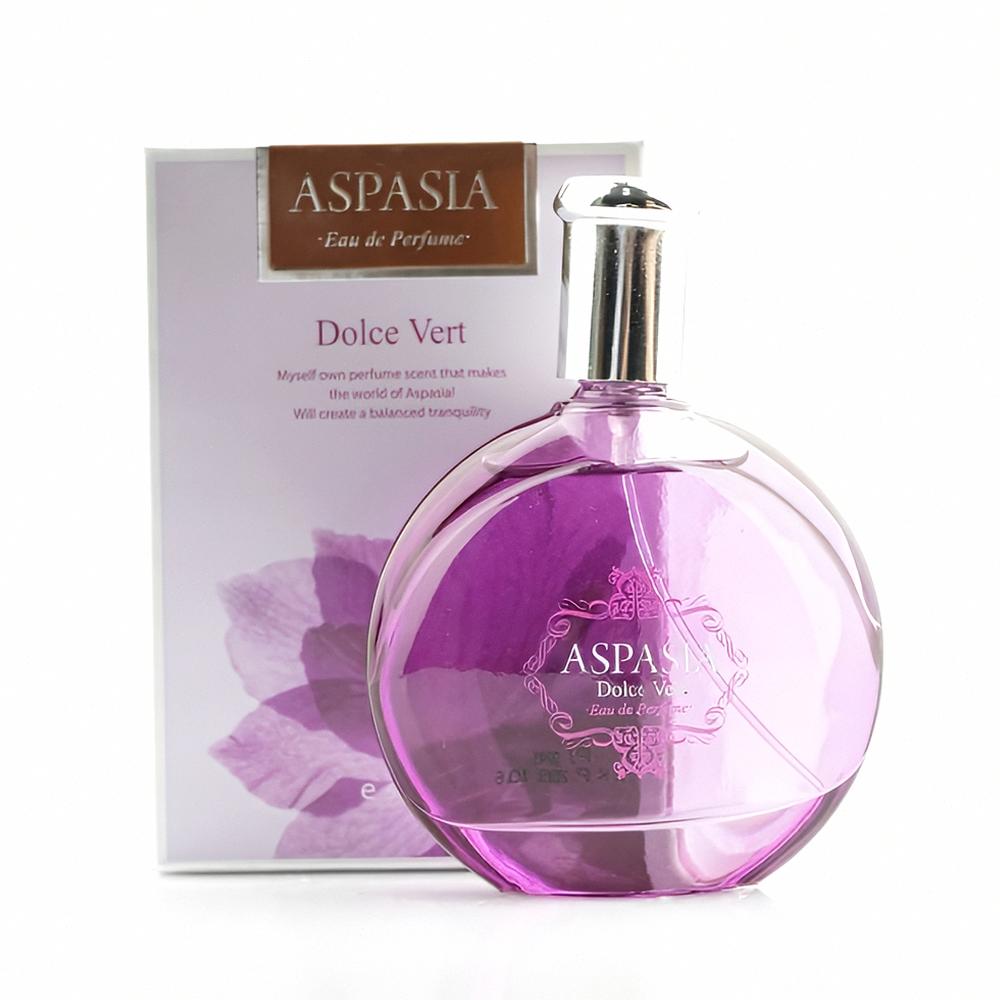 ASPASIA
·Eau de Perfume·
Dolce Vert
Myself own perfume scent that makes
the world of Aspasia!
Will create a balanced tranquility
e
ASPASIA
Dolce Ve
·Eau de Perfume·